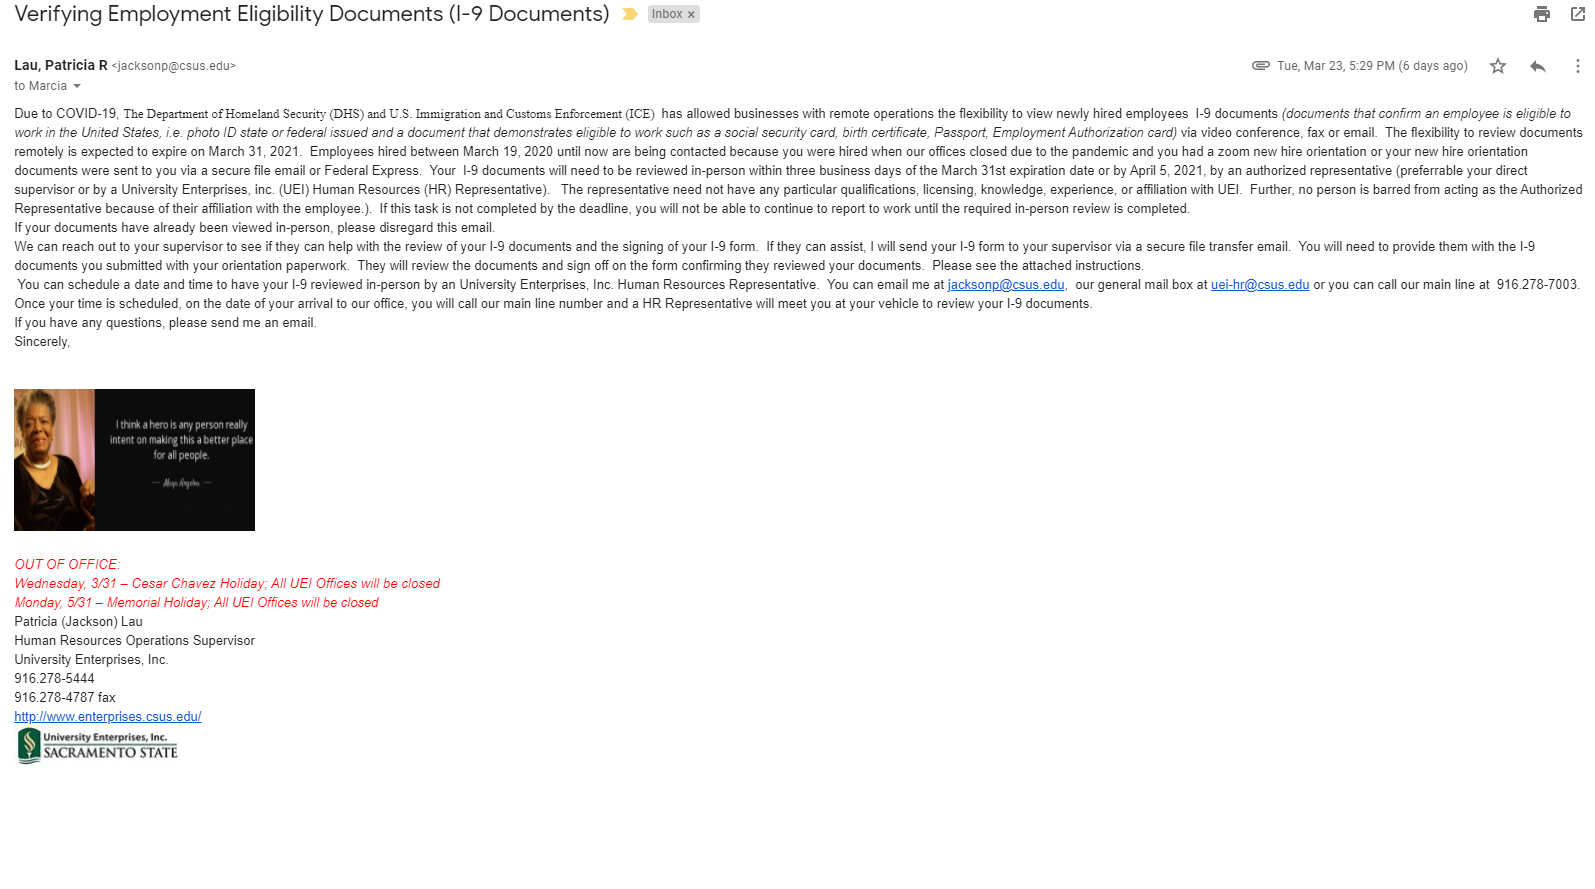 Verifying Employment Eligibility Documents (I-9 Documents)
Inbox x
Lau, Patricia R <jacksonp@csus.edu>
Tue, Mar 23, 5:29 PM (6 days ago)
to Marcia
Due to COVID-19, The Department of Homeland Security (DHS) and U.S. Immigration and Customs Enforcement (ICE) has allowed businesses with remote operations the flexibility to view newly hired employees I-9 documents (documents that confirm an employee is eligible to
work in the United States, i.e. photo ID state or federal issued and a document that demonstrates eligible to work such as a social security card, birth certificate, Passport, Employment Authorization card) via video conference, fax or email. The flexibility to review documents
remotely is expected to expire on March 31, 2021. Employees hired between March 19, 2020 until now are being contacted because you were hired when our offices closed due to the pandemic and you had a zoom new hire orientation or your new hire orientation
documents were sent to you via a secure file email or Federal Express. Your I-9 documents will need to be reviewed in-person within three business days of the March 31st expiration date or by April 5, 2021, by an authorized representative (preferrable your direct
supervisor or by a University Enterprises, inc. (UEI) Human Resources (HR) Representative). The representative need not have any particular qualifications, licensing, knowledge, experience, or affiliation with UEI. Further, no person is barred from acting as the Authorized
Representative because of their affiliation with the employee.). If this task is not completed by the deadline, you will not be able to continue to report to work until the required in-person review is completed.
If your documents have already been viewed in-person, please disregard this email.
We can reach out to your supervisor to see if they can help with the review of your I-9 documents and the signing of your I-9 form. If they can assist, I will send your I-9 form to your supervisor via a secure file transfer email. You will need to provide them with the I-9
documents you submitted with your orientation paperwork. They will review the documents and sign off on the form confirming they reviewed your documents. Please see the attached instructions.
You can schedule a date and time to have your I-9 reviewed in-person by an University Enterprises, Inc. Human Resources Representative. You can email me at jacksonp@csus.edu, our general mail box at uei-hr@csus.edu or you can call our main line at 916.278-7003.
Once your time is scheduled, on the date of your arrival to our office, you will call our main line number and a HR Representative will meet you at your vehicle to review your I-9 documents.
If you have any questions, please send me an email.
Sincerely,
I think a hero is any person really
intent on making this a better place
for all people.
— Maya Angelou —
OUT OF OFFICE:
Wednesday, 3/31 – Cesar Chavez Holiday; All UEI Offices will be closed
Monday, 5/31 – Memorial Holiday; All UEI Offices will be closed
Patricia (Jackson) Lau
Human Resources Operations Supervisor
University Enterprises, Inc.
916.278-5444
916.278-4787 fax
http://www.enterprises.csus.edu/
University Enterprises, Inc.
SACRAMENTO STATE